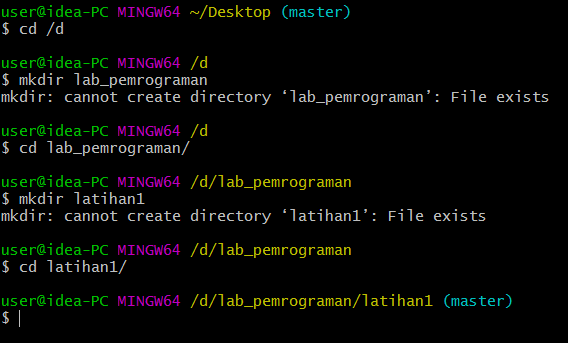 user@idea-PC MINGW64 ~/Desktop (master)
$ cd /d
user@idea-PC MINGW64 /d
$ mkdir lab_pemrograman
mkdir: cannot create directory ‘lab_pemrograman’: File exists
user@idea-PC MINGW64 /d
$ cd lab_pemrograman/
user@idea-PC MINGW64 /d/lab_pemrograman
$ mkdir latihan1
mkdir: cannot create directory ‘latihan1’: File exists
user@idea-PC MINGW64 /d/lab_pemrograman
$ cd latihan1/
user@idea-PC MINGW64 /d/lab_pemrograman/latihan1 (master)
$